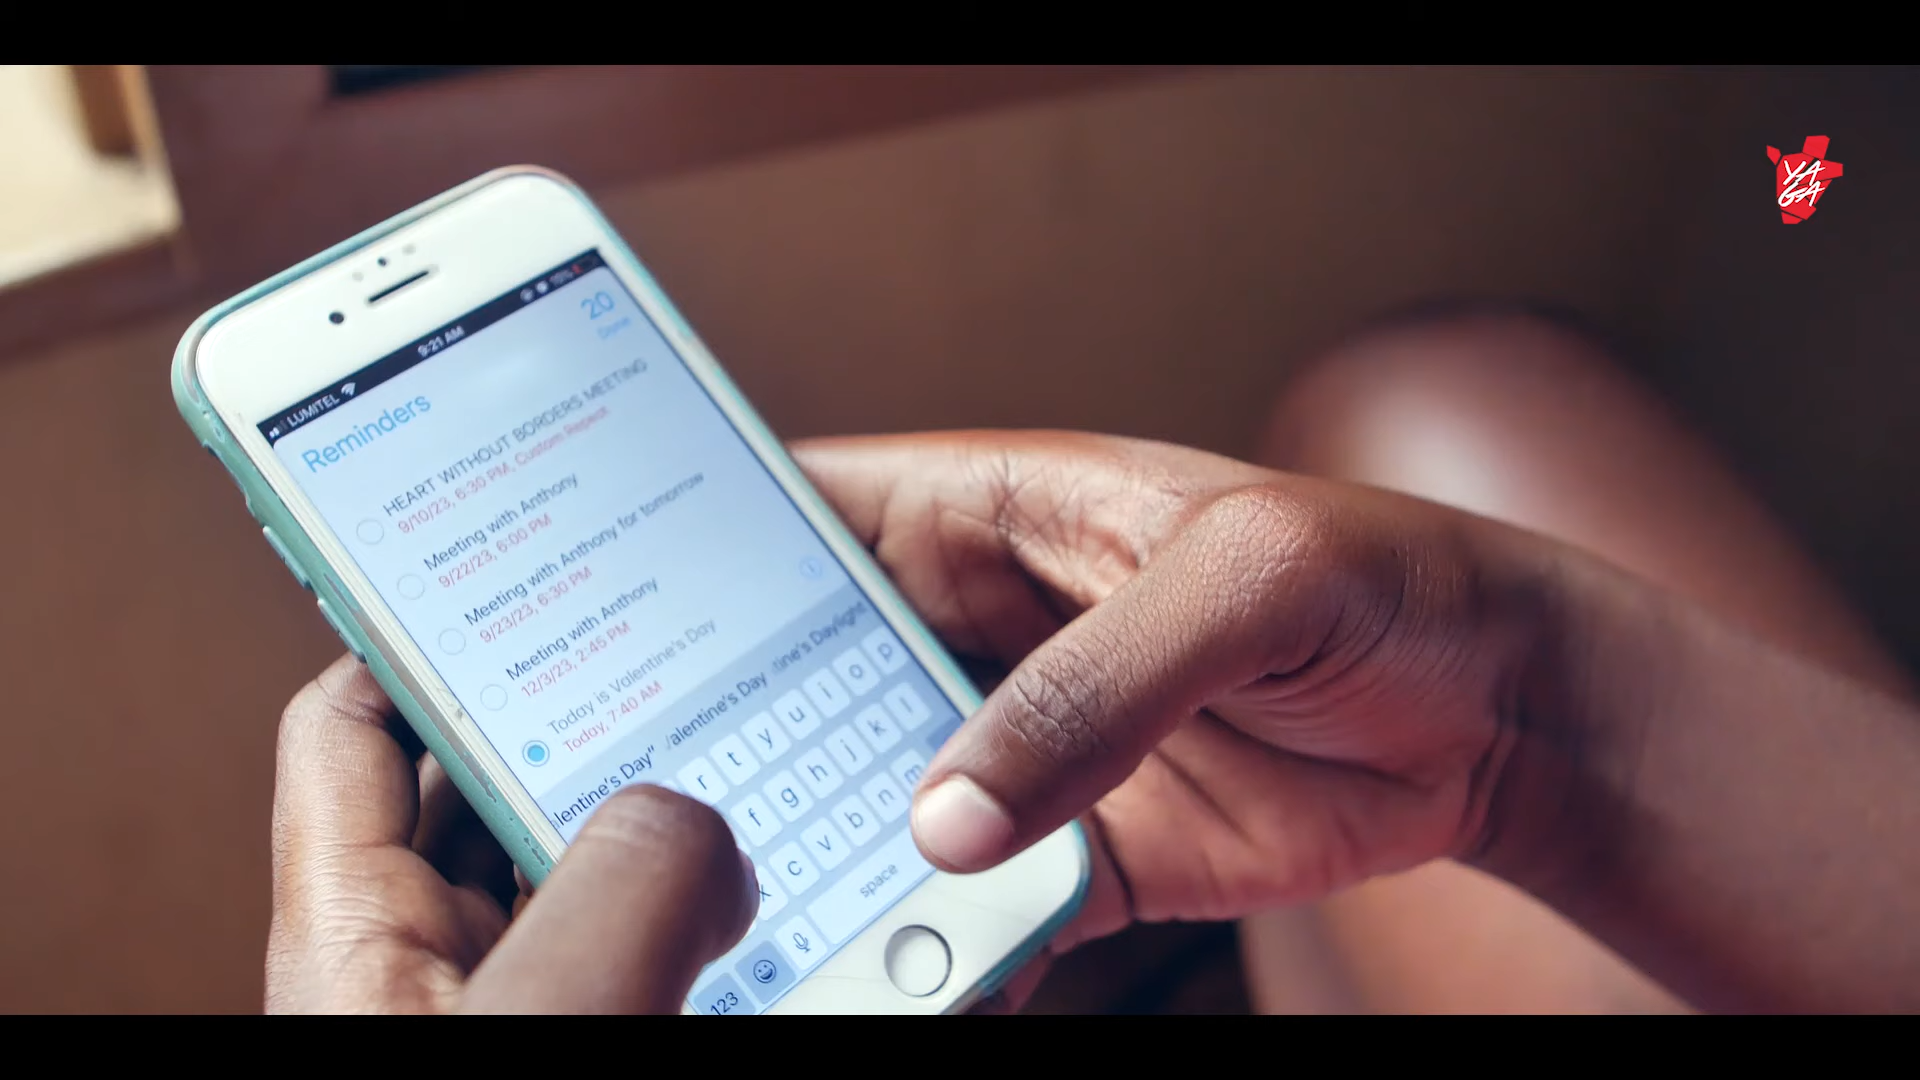 YA
GA
LUMITEL
9:21 AM
20
Done
Reminders
HEART WITHOUT BORDERS MEETING
9/10/23, 6:30 PM, Custom Repeat
Meeting with Anthony
9/22/23, 6:00 PM
Meeting with Anthony for tomorrow
9/23/23, 6:30 PM
Meeting with Anthony
12/3/23, 2:45 PM
Today is Valentine's Day
Today, 7:40 AM
alentine's Day" /alentine's Day tine's Daylight
r t y u i o p
f g h j k l
x c v b n m
123 space